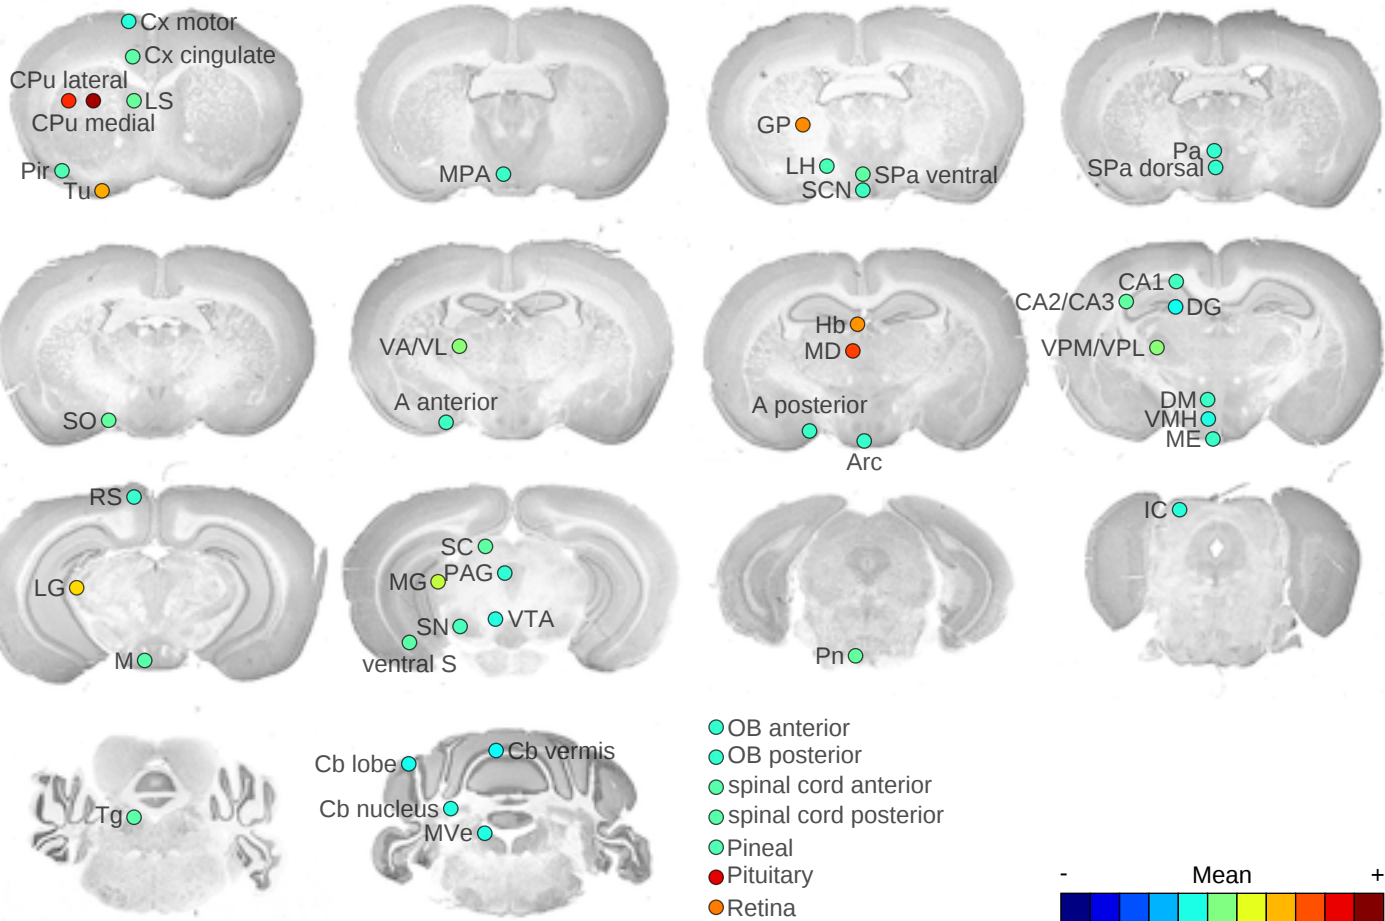 Cx motor
Cx cingulate
CPu lateral
LS
CPu medial
Pir
Tu
MPA
GP
LH
SPa ventral
SCN
Pa
SPa dorsal
SO
VA/VL
A anterior
Hb
MD
A posterior
Arc
CA1
CA2/CA3
DG
VPM/VPL
DM
VMH
ME
RS
LG
M
SC
MG
PAG
SN
VTA
ventral S
Pn
IC
Tg
Cb lobe
Cb vermis
Cb nucleus
MVe
OB anterior
OB posterior
spinal cord anterior
spinal cord posterior
Pineal
Pituitary
Retina
- Mean +